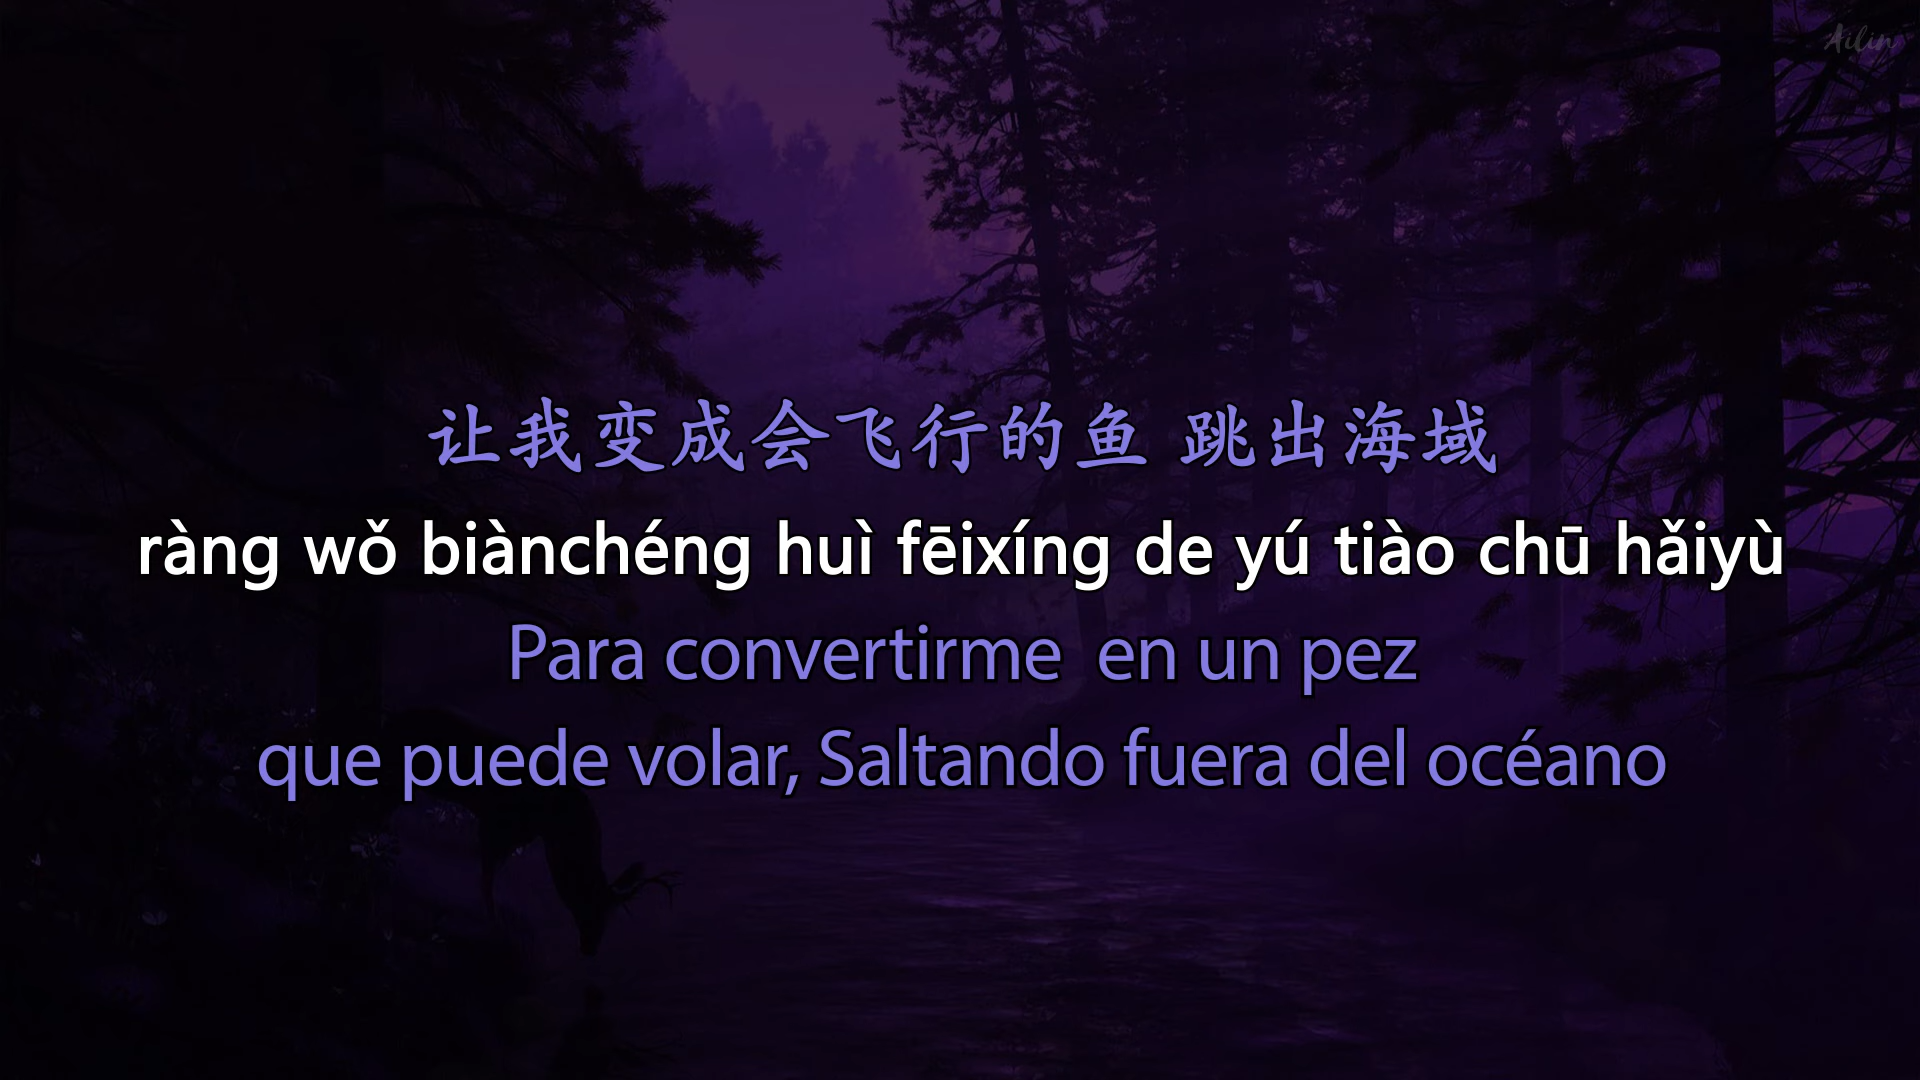 Ailin
让我变成会飞行的鱼 跳出海域
ràng wǒ biànchéng huì fēixíng de yú tiào chū hǎiyù
Para convertirme  en un pez
que puede volar, Saltando fuera del océano